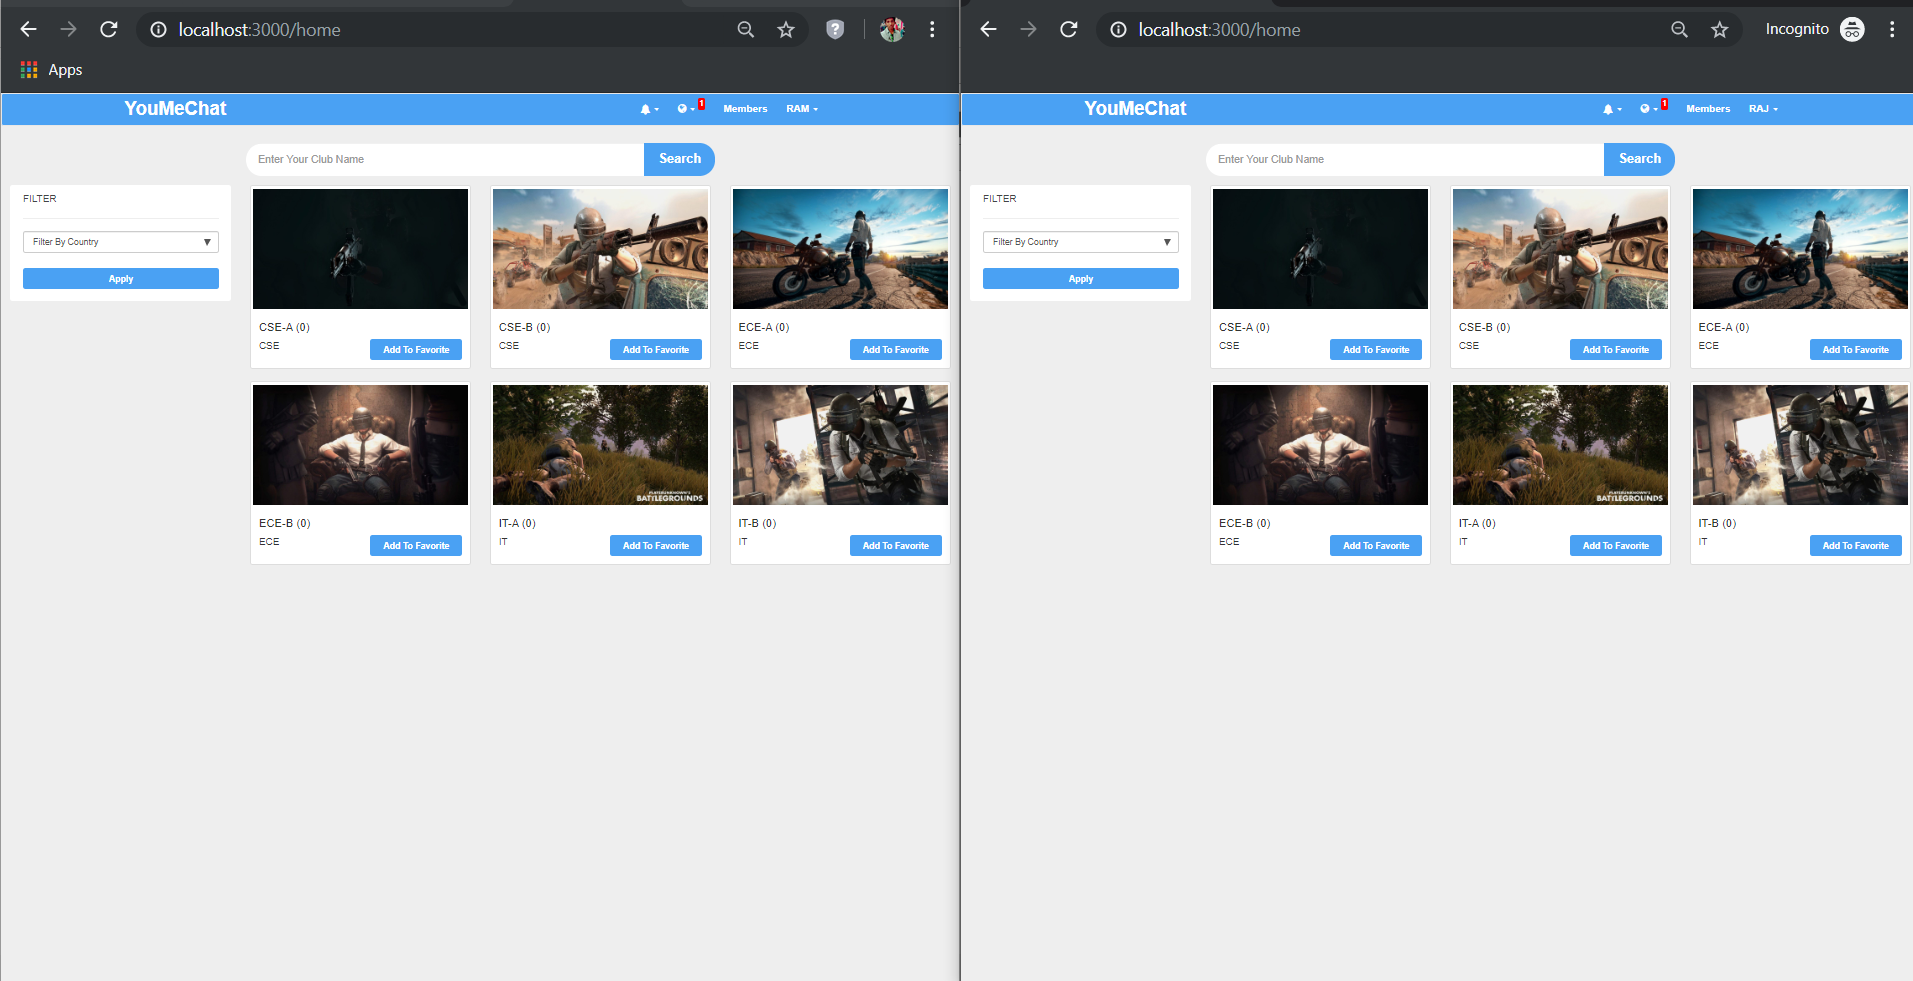 localhost:3000/home
Apps
YouMeChat 1 Members RAM
Enter Your Club Name Search
FILTER
Filter By Country
Apply
CSE-A (0)
CSE
Add To Favorite
CSE-B (0)
CSE
Add To Favorite
ECE-A (0)
ECE
Add To Favorite
ECE-B (0)
ECE
Add To Favorite
BATTLEGROUNDS
IT-A (0)
IT
Add To Favorite
IT-B (0)
IT
Add To Favorite
localhost:3000/home Incognito
YouMeChat 1 Members RAJ
Enter Your Club Name Search
FILTER
Filter By Country
Apply
CSE-A (0)
CSE
Add To Favorite
CSE-B (0)
CSE
Add To Favorite
ECE-A (0)
ECE
Add To Favorite
ECE-B (0)
ECE
Add To Favorite
BATTLEGROUNDS
IT-A (0)
IT
Add To Favorite
IT-B (0)
IT
Add To Favorite